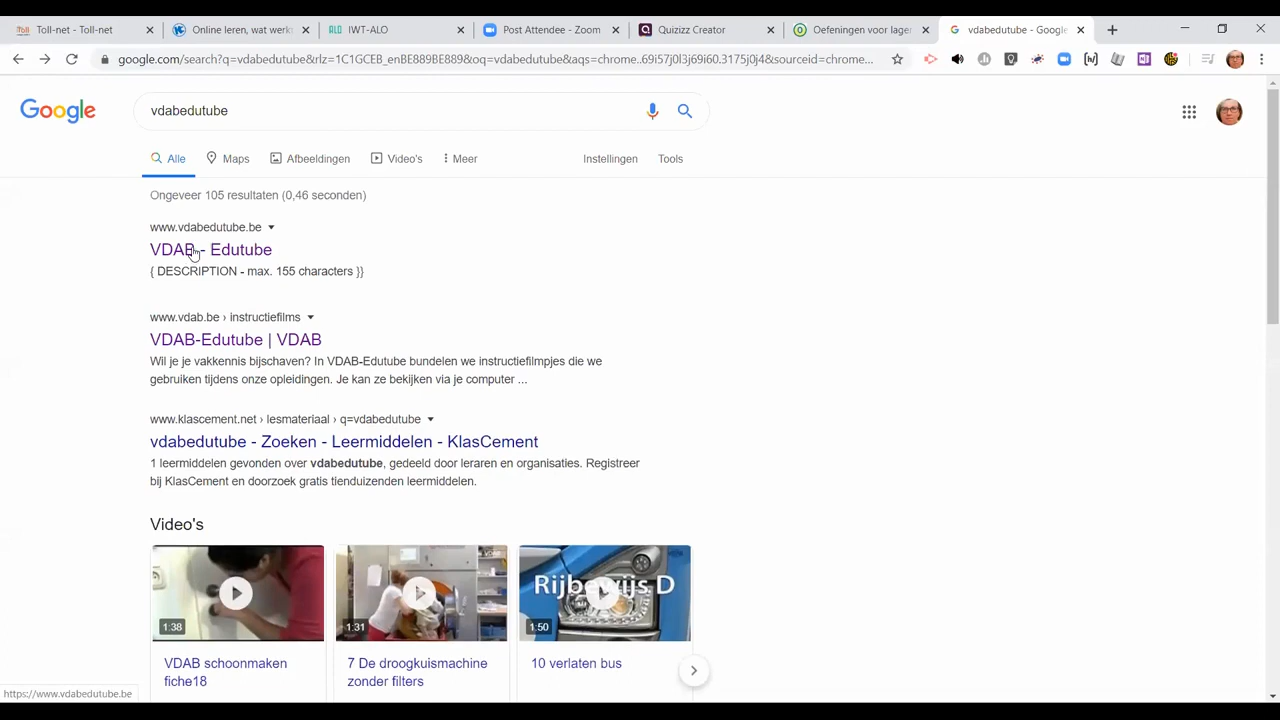 Toll-net - Toll-net
Online leren, wat werk
IWT-ALO
Post Attendee - Zoom
Quizizz Creator
Oefeningen voor lager
vdabedutube - Google
google.com/search?q=vdabedutube&rlz=1C1GCEB_enBE889BE889&oq=vdabedutube&aqs=chrome..69i57j0l3j69i60.3175j0j4&sourceid=chrome...
Google
vdabedutube
Alle
Maps
Afbeeldingen
Video's
Meer
Instellingen
Tools
Ongeveer 105 resultaten (0,46 seconden)
www.vdabedutube.be
VDAB - Edutube
{ DESCRIPTION - max. 155 characters }}
www.vdab.be › instructiefilms
VDAB-Edutube | VDAB
Wil je je vakkennis bijschaven? In VDAB-Edutube bundelen we instructiefilmpjes die we
gebruiken tijdens onze opleidingen. Je kan ze bekijken via je computer ...
www.klascement.net › lesmateriaal › q=vdabedutube
vdabedutube - Zoeken - Leermiddelen - KlasCement
1 leermiddelen gevonden over vdabedutube, gedeeld door leraren en organisaties. Registreer
bij KlasCement en doorzoek gratis tienduizenden leermiddelen.
Video's
Rijbewijs D
1:38
1:31
1:50
VDAB schoonmaken
fiche18
7 De droogkuismachine
zonder filters
10 verlaten bus
https://www.vdabedutube.be